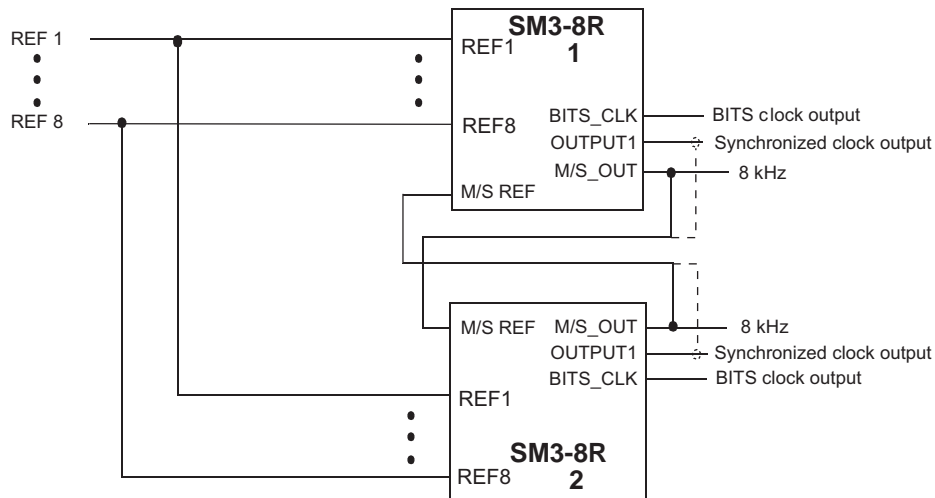 REF 1
REF 8
SM3-8R
1
REF1
REF8
M/S REF
BITS_CLK
OUTPUT1
M/S_OUT
BITS clock output
Synchronized clock output
8 kHz
M/S REF
M/S_OUT
OUTPUT1
BITS_CLK
8 kHz
Synchronized clock output
BITS clock output
REF1
REF8
SM3-8R
2